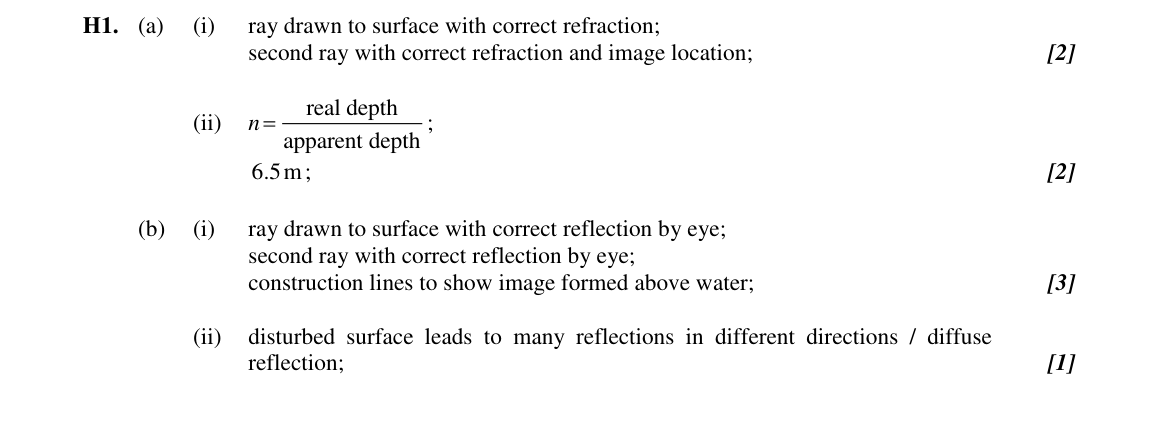 H1. (a) (i) ray drawn to surface with correct refraction;
second ray with correct refraction and image location; [2]
(ii) n = real depth / apparent depth ;
6.5 m ; [2]
(b) (i) ray drawn to surface with correct reflection by eye;
second ray with correct reflection by eye;
construction lines to show image formed above water; [3]
(ii) disturbed surface leads to many reflections in different directions / diffuse
reflection; [1]